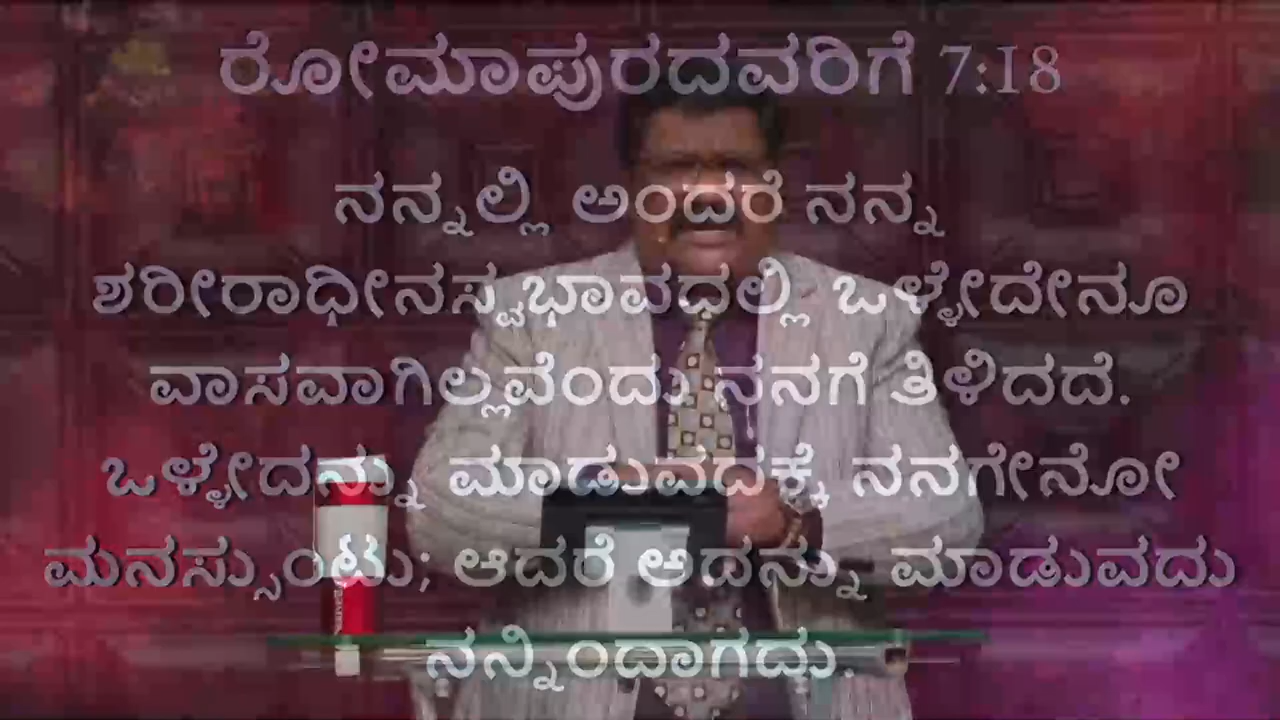 ರೋಮಾಪುರದವರಿಗೆ 7:18
ನನ್ನಲ್ಲಿ ಅಂದರೆ ನನ್ನ
ಶರೀರಾಧೀನಸ್ವಭಾವದಲ್ಲಿ ಒಳ್ಳೇದೇನೂ
ವಾಸವಾಗಿಲ್ಲವೆಂದು ನನಗೆ ತಿಳಿದದೆ.
ಒಳ್ಳೇದನ್ನು ಮಾಡುವದಕ್ಕೆ ನನಗೇನೋ
ಮನಸ್ಸುಂಟು; ಆದರೆ ಅದನ್ನು ಮಾಡುವದು
ನನ್ನಿಂದಾಗದು.